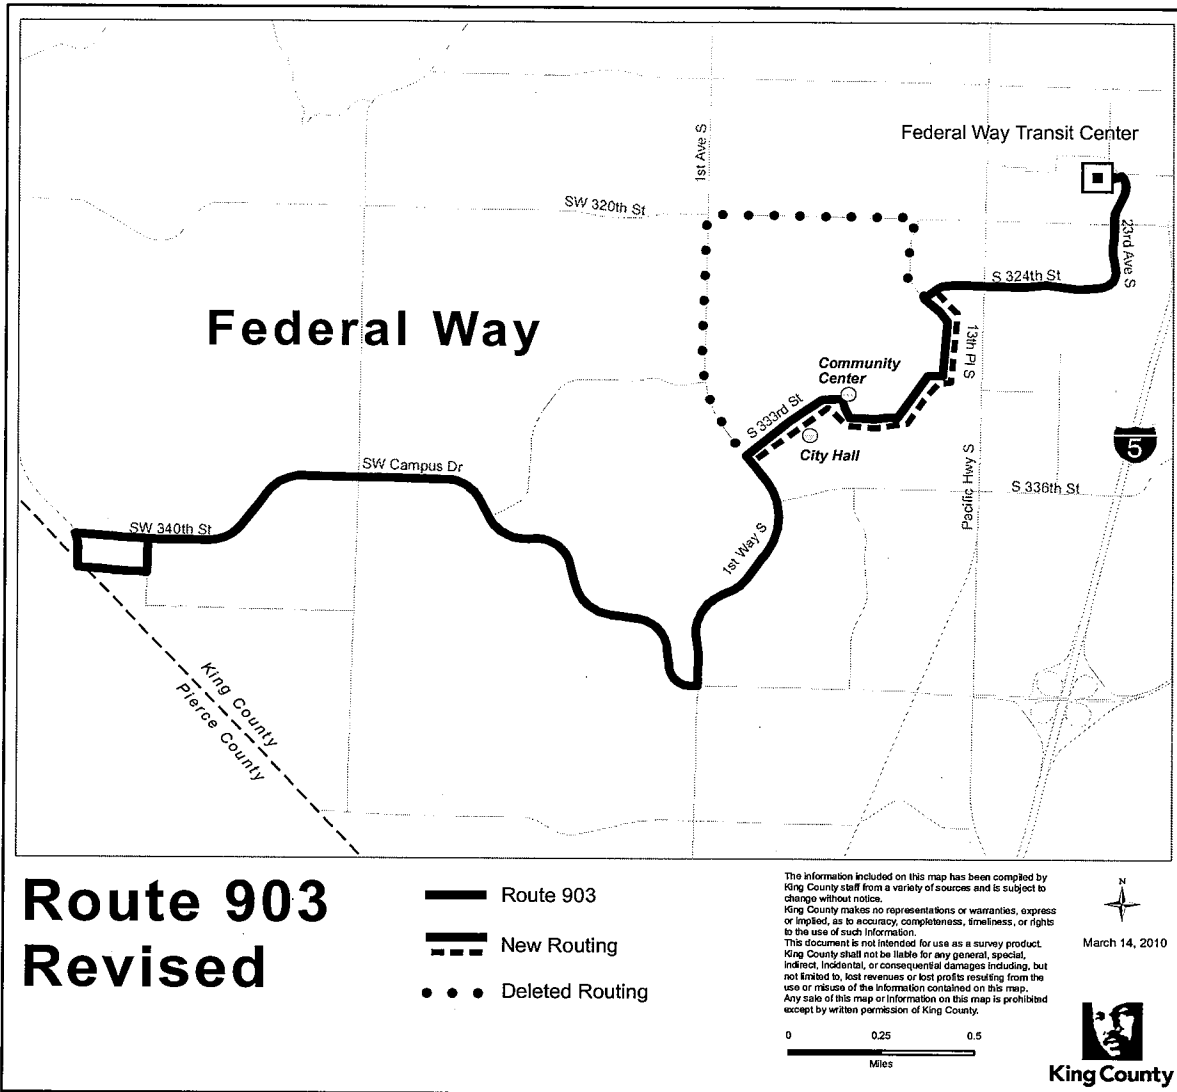 Federal Way Transit Center
1st Ave S
SW 320th St
23rd Ave S
S 324th St
Federal Way
13th Pl S
Community
Center
S 333rd St
City Hall
5
SW Campus Dr
Pacific Hwy S
S 336th St
SW 340th St
1st Way S
King County
Pierce County
Route 903
Revised
Route 903
New Routing
Deleted Routing
The information included on this map has been compiled by
King County staff from a variety of sources and is subject to
change without notice.
King County makes no representations or warranties, express
or implied, as to accuracy, completeness, timeliness, or rights
to the use of such information.
This document is not intended for use as a survey product.
King County shall not be liable for any general, special,
indirect, incidental, or consequential damages including, but
not limited to, lost revenues or lost profits resulting from the
use or misuse of the information contained on this map.
Any sale of this map or information on this map is prohibited
except by written permission of King County.
0 0.25 0.5
Miles
N
March 14, 2010
King County